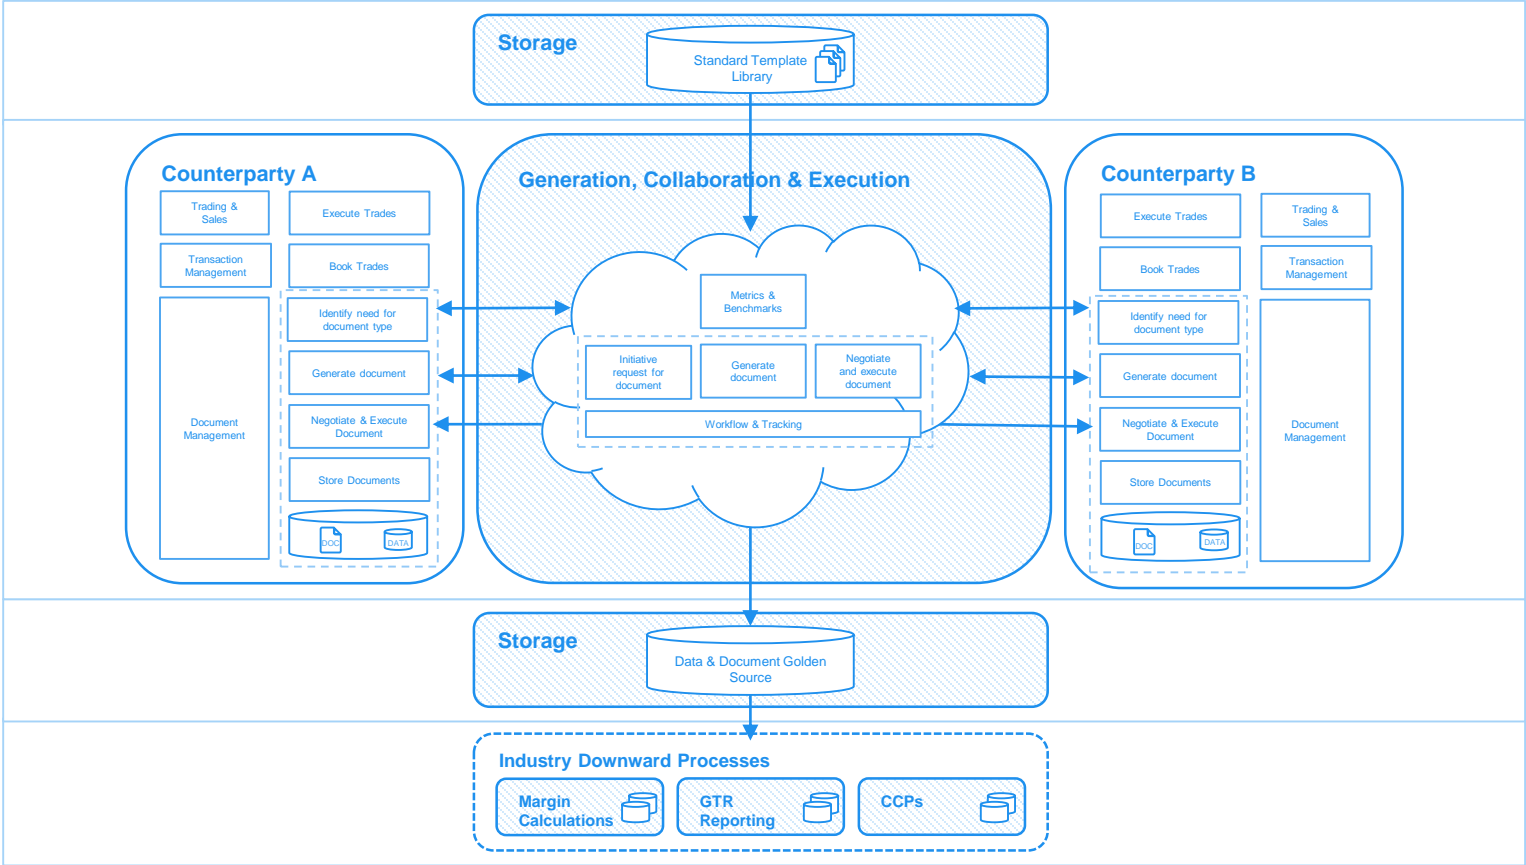 Storage
Standard Template
Library
Counterparty A
Trading &
Sales
Execute Trades
Transaction
Management
Book Trades
Document
Management
Identify need for
document type
Generate document
Negotiate & Execute
Document
Store Documents
DOC
DATA
Generation, Collaboration & Execution
Metrics &
Benchmarks
Initiative
request for
document
Generate
document
Negotiate
and execute
document
Workflow & Tracking
Counterparty B
Execute Trades
Trading &
Sales
Book Trades
Transaction
Management
Identify need for
document type
Generate document
Negotiate & Execute
Document
Store Documents
DOC
DATA
Document
Management
Storage
Data & Document Golden
Source
Industry Downward Processes
Margin
Calculations
GTR
Reporting
CCPs